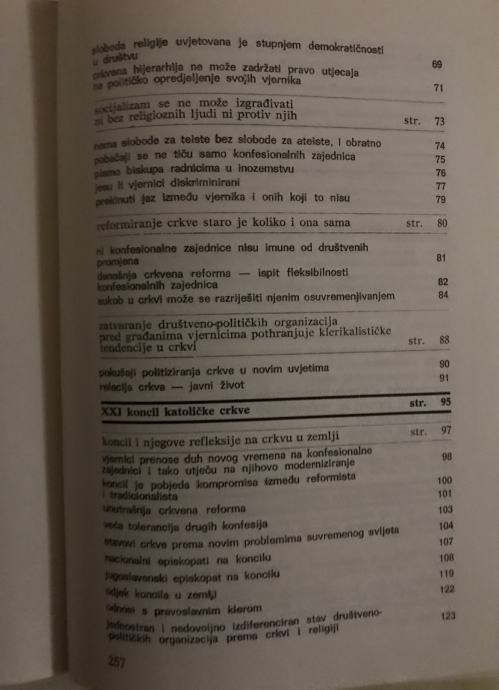 sloboda religije uvjetovana je stupnjem demokratičnosti
u društvu 69
crkvena hijerarhija ne može zadržati pravo utjecaja
na političko opredjeljenje svojih vjernika 71
socijalizam se ne može izgrađivati
ni bez religioznih ljudi ni protiv njih str. 73
nema slobode za teiste bez slobode za ateiste, i obratno 74
pobačaji se ne tiču samo konfesionalnih zajednica 75
pismo biskupa radnicima u inozemstvu 76
jesu li vjernici diskriminirani 77
prekinuti jaz između vjernika i onih koji to nisu 79
reformiranje crkve staro je koliko i ona sama str. 80
ni konfesionalne zajednice nisu imune od društvenih
promjena 81
današnja crkvena reforma — ispit fleksibilnosti
konfesionalnih zajednica 82
sukob u crkvi može se razriješiti njenim osuvremenjivanjem 84
zatvaranje društveno-političkih organizacija
pred građanima vjernicima pothranjuje klerikalističke
tendencije u crkvi str. 88
pokušaji politiziranja crkve u novim uvjetima 90
relacija crkva — javni život 91
XXI koncil katoličke crkve str. 95
koncil i njegove refleksije na crkvu u zemlji str. 97
vjernici prenose duh novog vremena na konfesionalne
zajednici i tako utječu na njihovo moderniziranje 98
koncil je pobjeda kompromisa između reformista
i tradicionalista 100
unutrašnja crkvena reforma 101
veća tolerancija drugih konfesija 103
stavovi crkve prema novim problemima suvremenog svijeta 104
nacionalni episkopati na koncilu 107
jugoslavenski episkopat na koncilu 108
odjek koncila u zemlji 119
odnosi s pravoslavnim klerom 122
jednostran i nedovoljno izdiferenciran stav društveno-
političkih organizacija prema crkvi i religiji 123
257